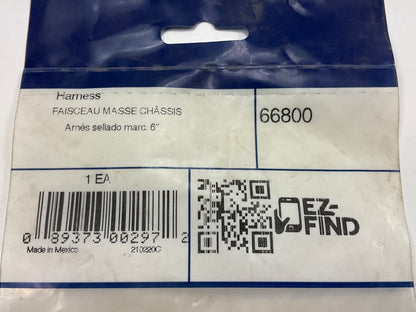 Harness
FAISCEAU MASSE CHÂSSIS
Arnés sellado marc. 6"
66800
1 EA
0 89373 00297 2
Made in Mexico
210220C
EZ-
FIND